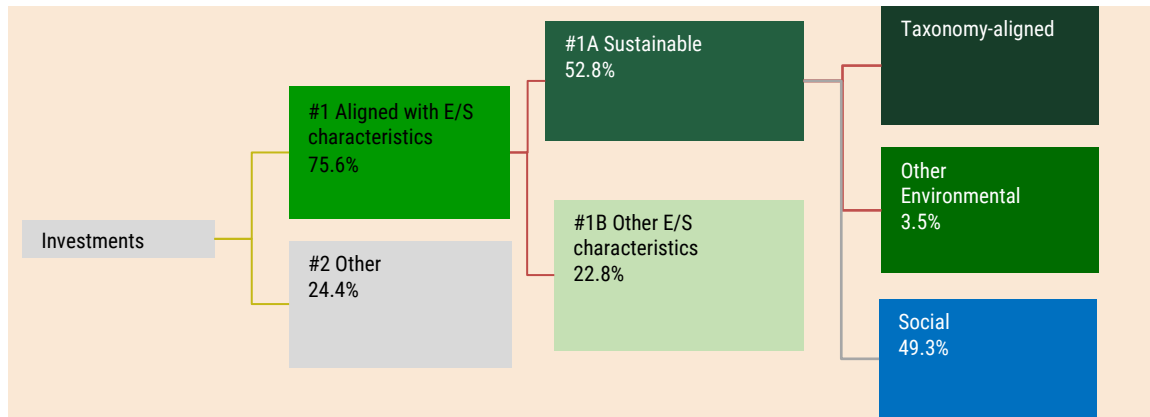 Investments
#1 Aligned with E/S
characteristics
75.6%
#2 Other
24.4%
#1A Sustainable
52.8%
#1B Other E/S
characteristics
22.8%
Taxonomy-aligned
Other
Environmental
3.5%
Social
49.3%